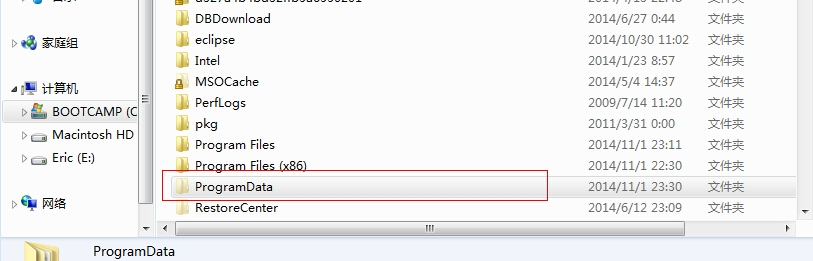 DBDownload 2014/6/27 0:44 文件夹
家庭组 eclipse 2014/10/30 11:02 文件夹
Intel 2014/1/23 8:57 文件夹
计算机 MSOCache 2014/5/4 14:37 文件夹
BOOTCAMP (C PerfLogs 2009/7/14 11:20 文件夹
Macintosh HD pkg 2011/3/31 0:00 文件夹
Eric (E:) Program Files 2014/11/1 23:11 文件夹
Program Files (x86) 2014/11/1 22:30 文件夹
ProgramData 2014/11/1 23:30 文件夹
网络 RestoreCenter 2014/6/12 23:09 文件夹
ProgramData